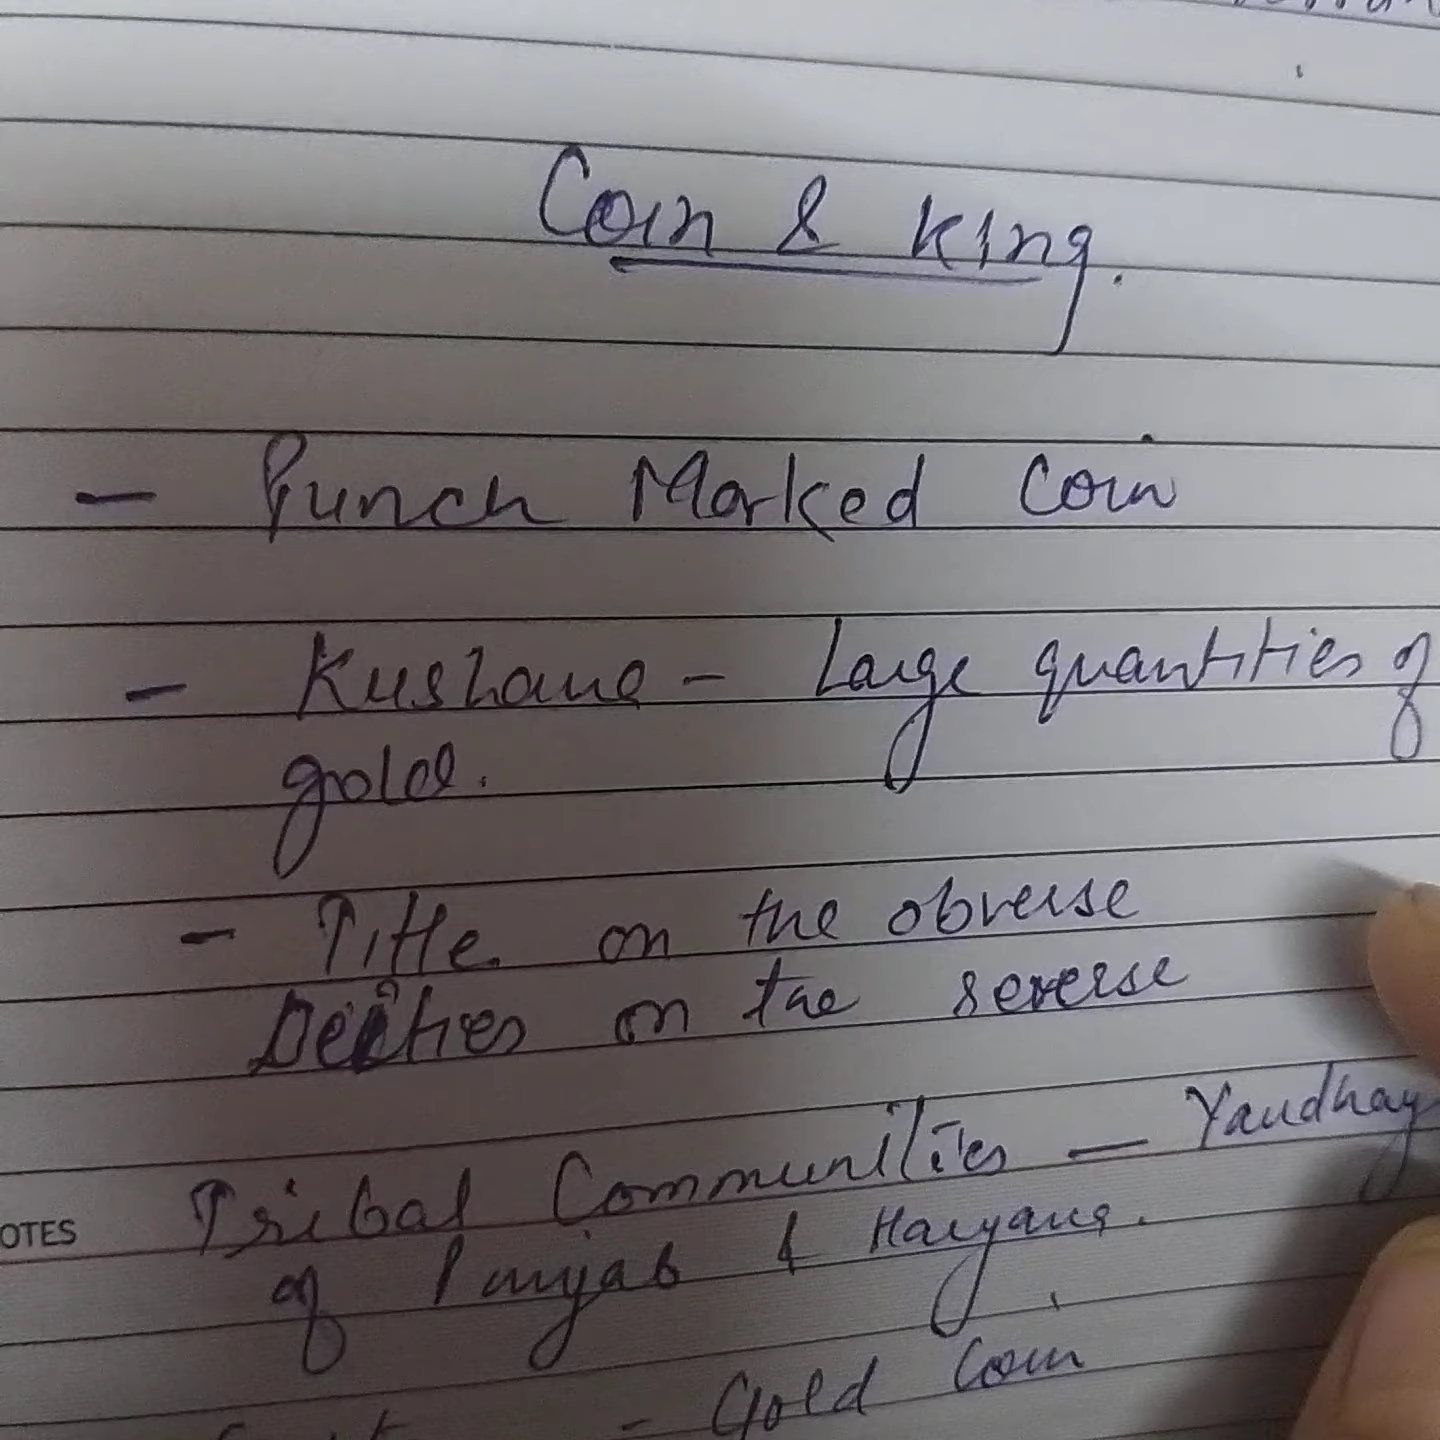 Coin & King.
- Punch Marked Coin
- Kushana - Large quantities of
gold.
- Title on the obverse
Deities on the reverse
Tribal Communities — Yaudhay
OTES
of Punjab & Haryana.
- Gold Coin